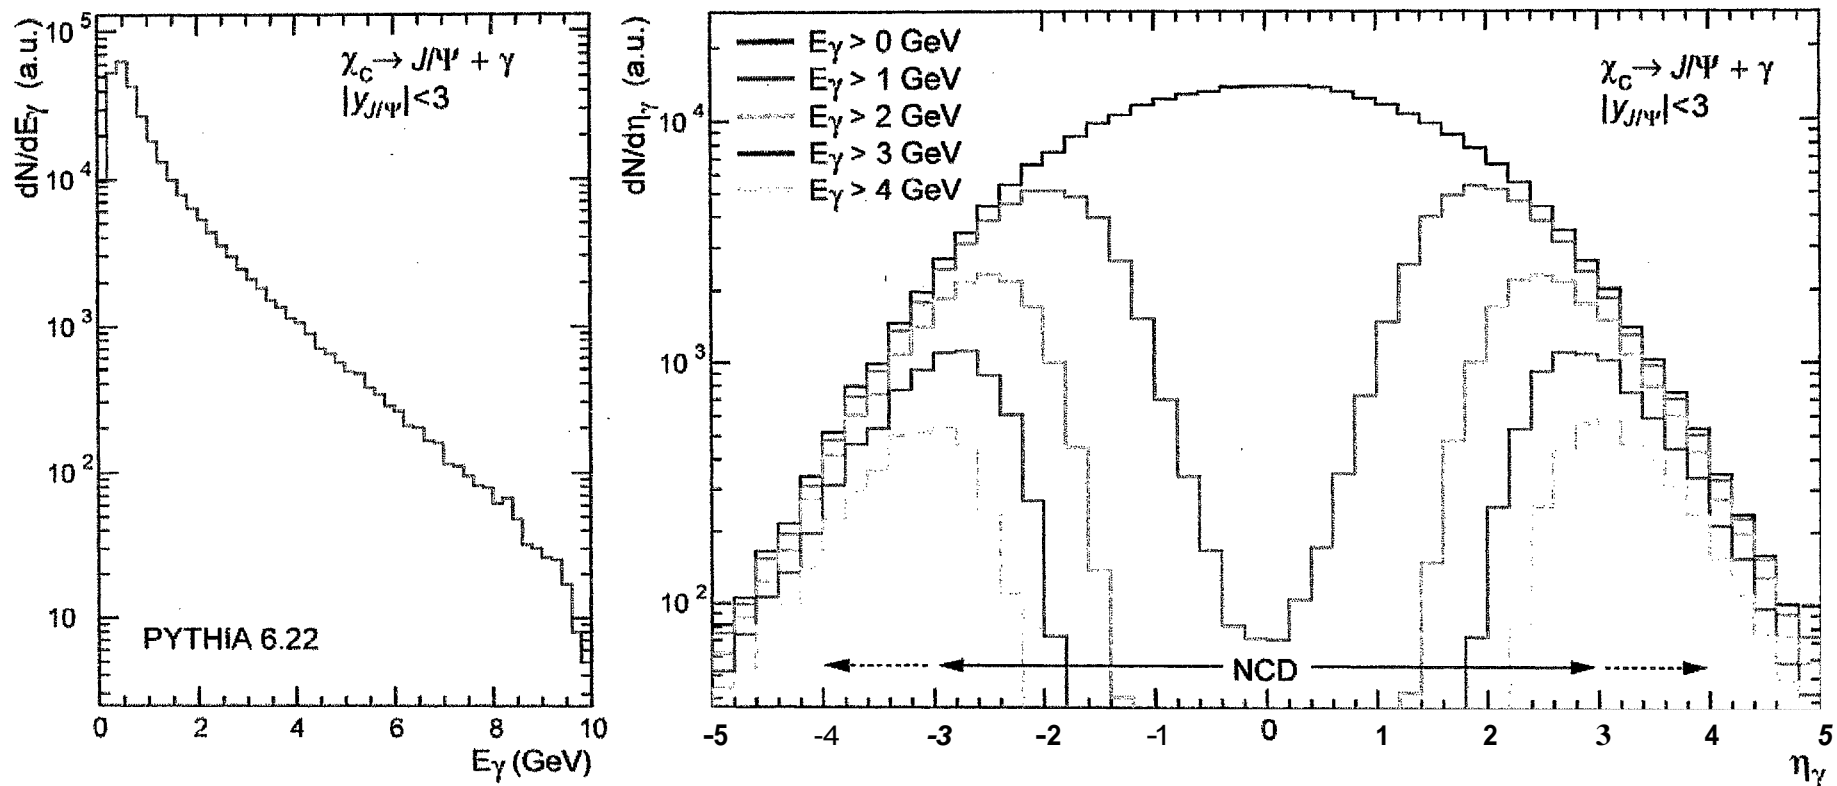 dN/dEγ (a.u.)
10⁵
10⁴
10³
10²
10
χc→ J/Ψ + γ
|yJ/Ψ|<3
PYTHIA 6.22
0 2 4 6 8 10
Eγ (GeV)
dN/dηγ (a.u.)
10⁴
10³
10²
Eγ > 0 GeV
Eγ > 1 GeV
Eγ > 2 GeV
Eγ > 3 GeV
Eγ > 4 GeV
χc→ J/Ψ + γ
|yJ/Ψ|<3
NCD
-5 -4 -3 -2 -1 0 1 2 3 4 5
ηγ